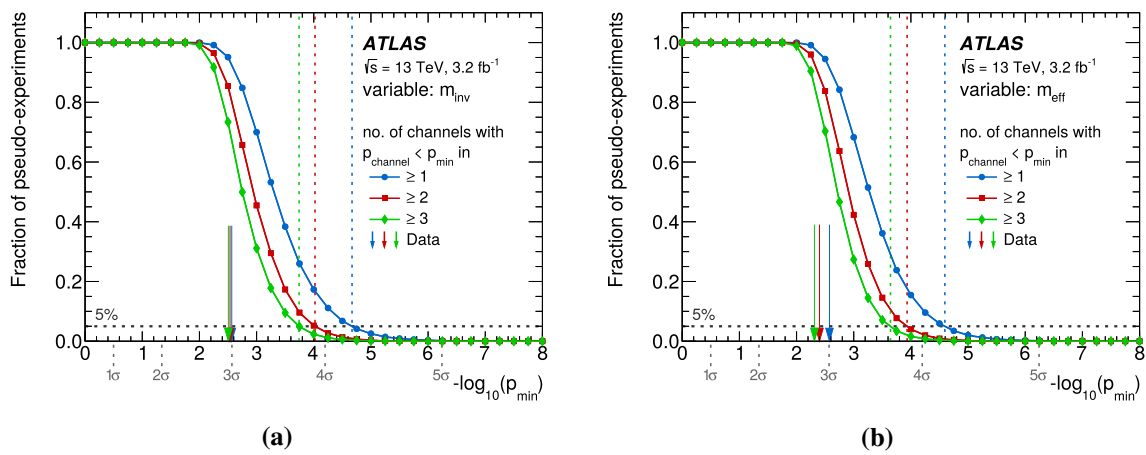 Fraction of pseudo-experiments
1.0
0.8
0.6
0.4
0.2
0.0
5%
ATLAS
√s = 13 TeV, 3.2 fb⁻¹
variable: m_inv
no. of channels with
p_channel < p_min in
≥ 1
≥ 2
≥ 3
Data
0 1 2 3 4 5 6 7 8
1σ 2σ 3σ 4σ 5σ
-log₁₀(p_min)
(a)
Fraction of pseudo-experiments
1.0
0.8
0.6
0.4
0.2
0.0
5%
ATLAS
√s = 13 TeV, 3.2 fb⁻¹
variable: m_eff
no. of channels with
p_channel < p_min in
≥ 1
≥ 2
≥ 3
Data
0 1 2 3 4 5 6 7 8
1σ 2σ 3σ 4σ 5σ
-log₁₀(p_min)
(b)